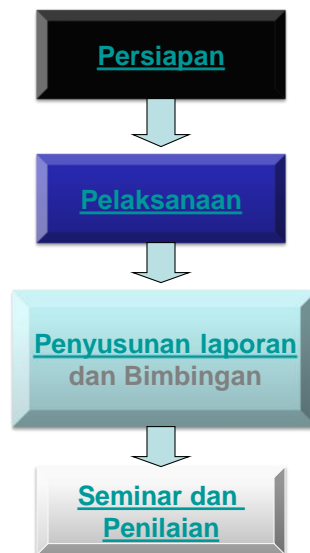 Persiapan
Pelaksanaan
Penyusunan laporan
dan Bimbingan
Seminar dan
Penilaian